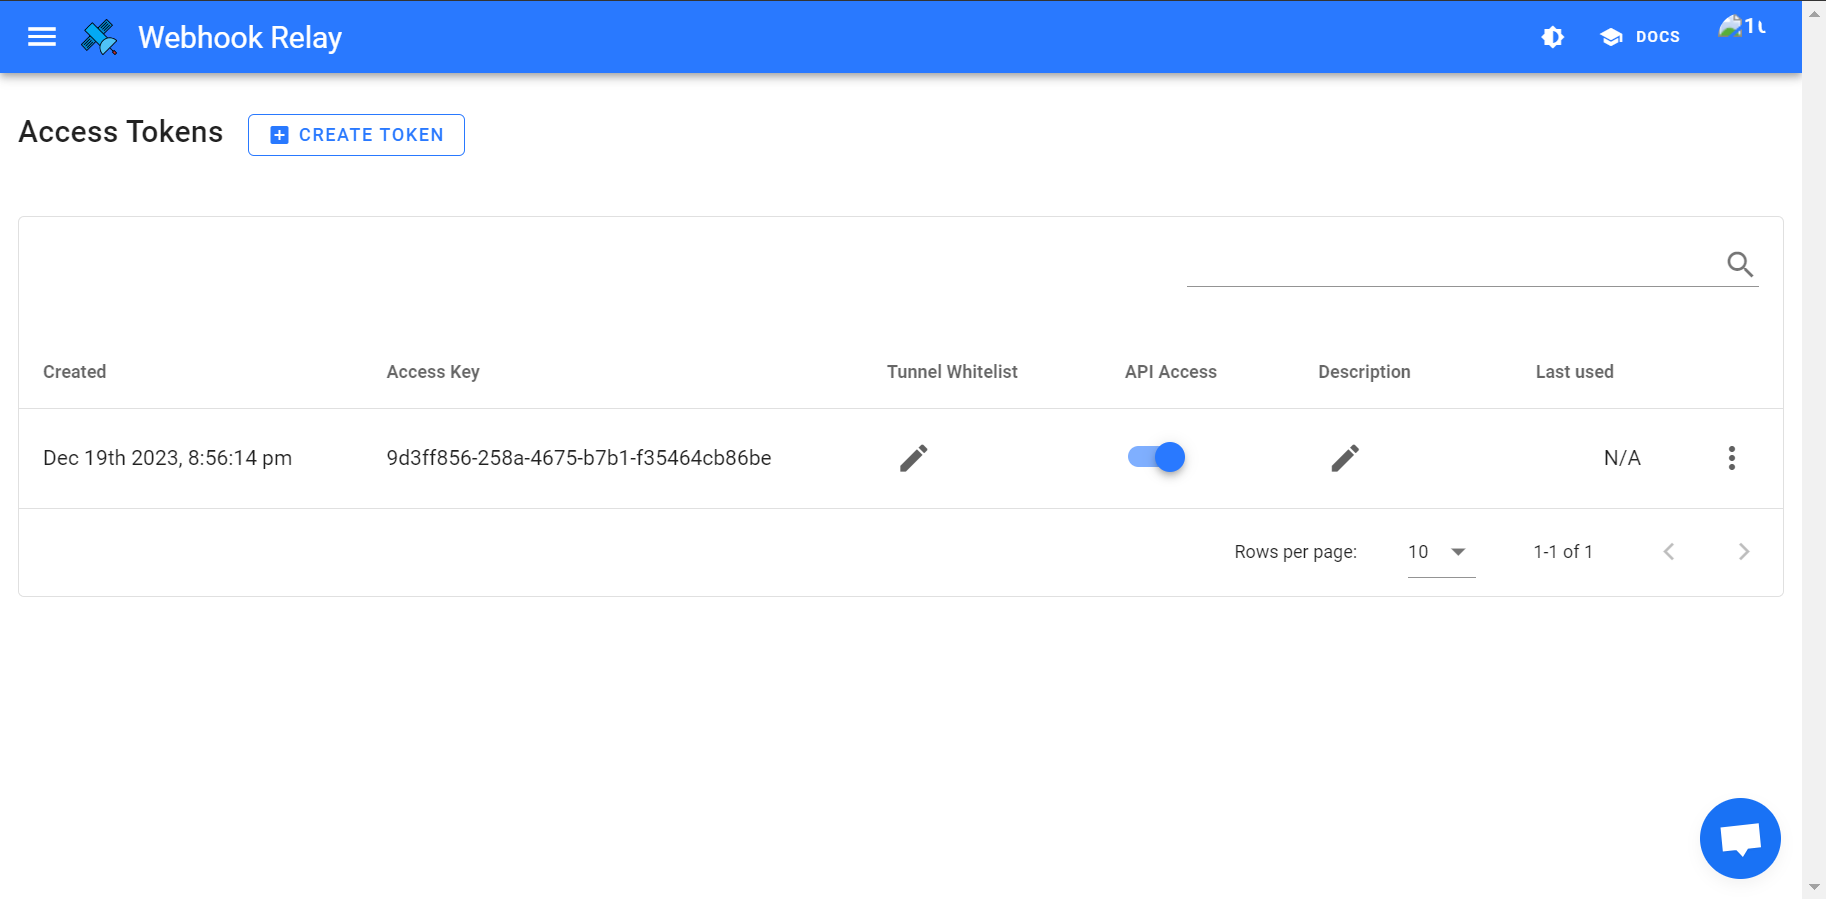 Webhook Relay
DOCS
Access Tokens
CREATE TOKEN
Created Access Key Tunnel Whitelist API Access Description Last used
Dec 19th 2023, 8:56:14 pm 9d3ff856-258a-4675-b7b1-f35464cb86be N/A
Rows per page: 10 1-1 of 1